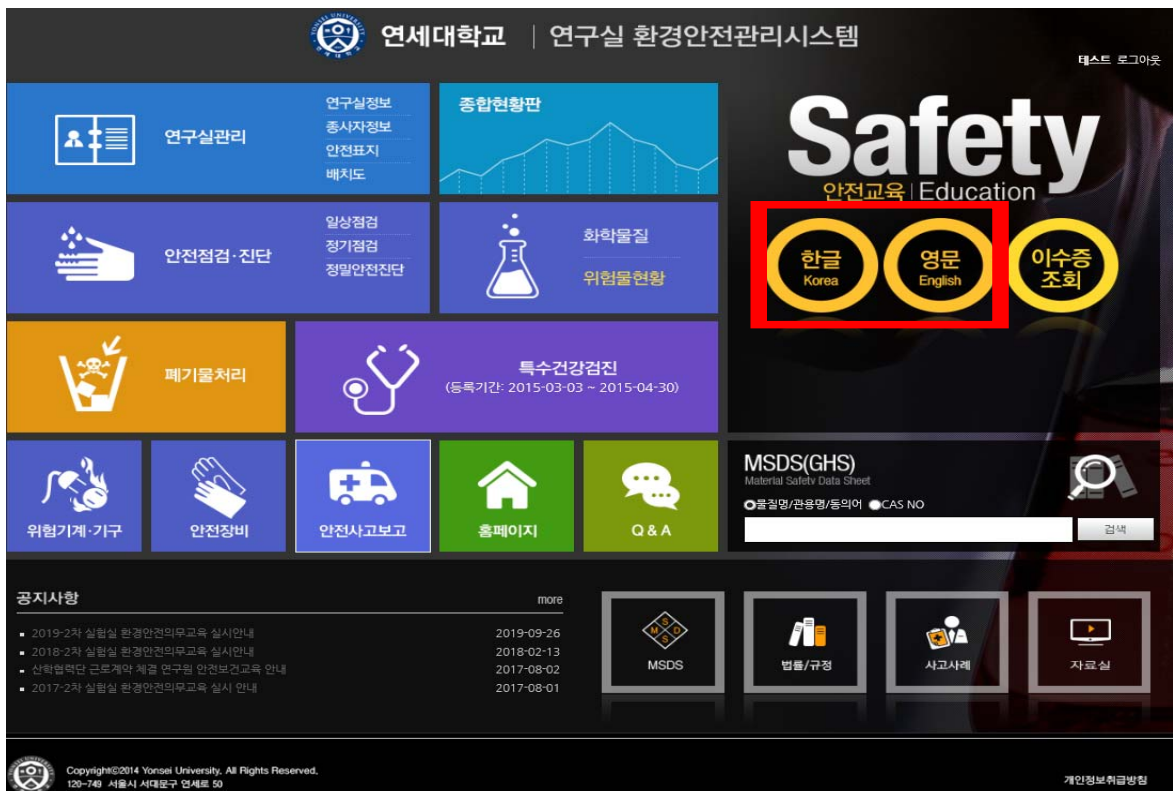 연세대학교 | 연구실 환경안전관리시스템
테스트 로그아웃
연구실관리
연구실정보
종사자정보
안전표지
배치도
종합현황판
Safety
안전교육 | Education
한글
Korea
영문
English
이수증
조회
안전점검·진단
일상점검
정기점검
정밀안전진단
화학물질
위험물현황
폐기물처리
특수건강검진
(등록기간: 2015-03-03 ~ 2015-04-30)
위험기계·기구
안전장비
안전사고보고
홈페이지
Q & A
MSDS(GHS)
Material Safety Data Sheet
물질명/관용명/동의어 CAS NO
검색
공지사항 more
2019-2차 실험실 환경안전의무교육 실시안내 2019-09-26
2018-2차 실험실 환경안전의무교육 실시안내 2018-02-13
산학협력단 근로계약 체결 연구원 안전보건교육 안내 2017-08-02
2017-2차 실험실 환경안전의무교육 실시 안내 2017-08-01
MSDS
법률/규정
사고사례
자료실
Copyright©2014 Yonsei University, All Rights Reserved.
120-749 서울시 서대문구 연세로 50
개인정보취급방침